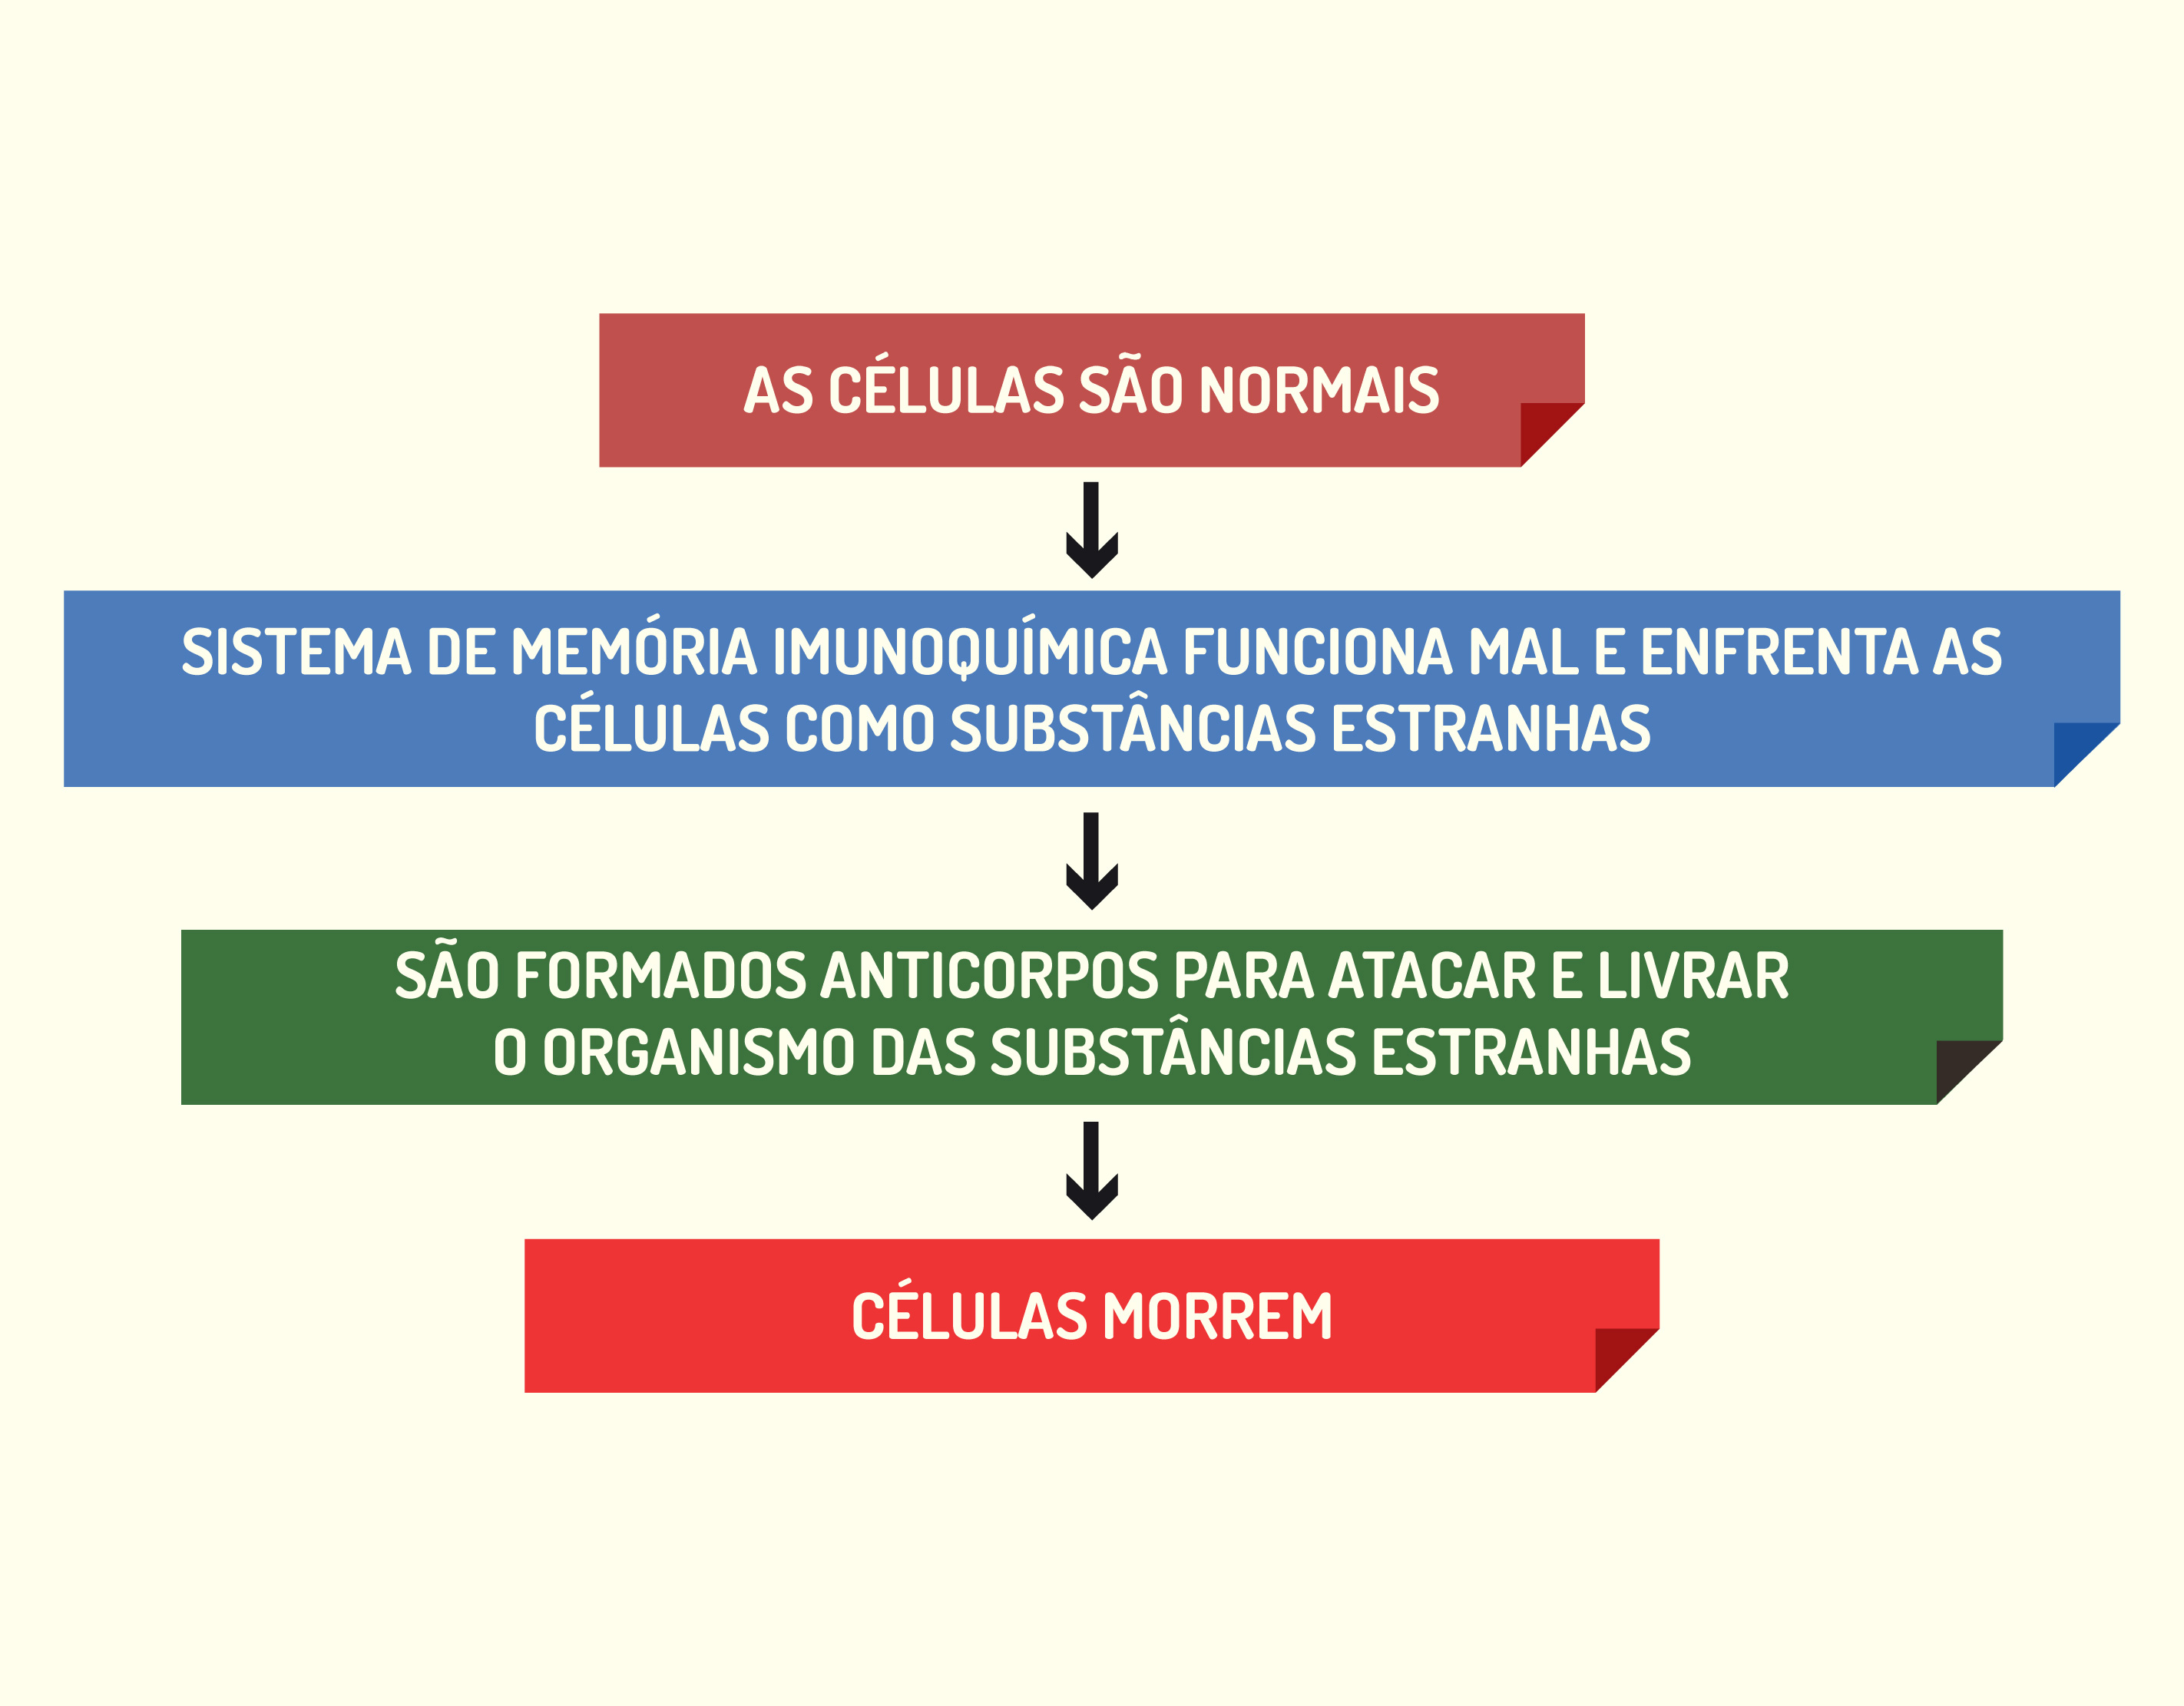 AS CÉLULAS SÃO NORMAIS
SISTEMA DE MEMÓRIA IMUNOQUÍMICA FUNCIONA MAL E ENFRENTA AS
CÉLULAS COMO SUBSTÂNCIAS ESTRANHAS
SÃO FORMADOS ANTICORPOS PARA ATACAR E LIVRAR
O ORGANISMO DAS SUBSTÂNCIAS ESTRANHAS
CÉLULAS MORREM